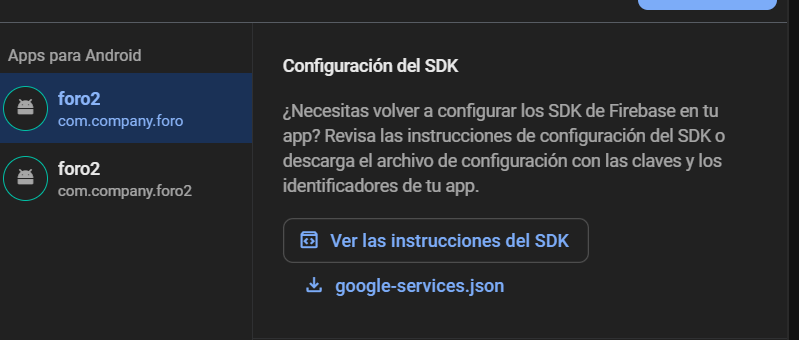 Apps para Android
foro2
com.company.foro
foro2
com.company.foro2
Configuración del SDK
¿Necesitas volver a configurar los SDK de Firebase en tu
app? Revisa las instrucciones de configuración del SDK o
descarga el archivo de configuración con las claves y los
identificadores de tu app.
Ver las instrucciones del SDK
google-services.json